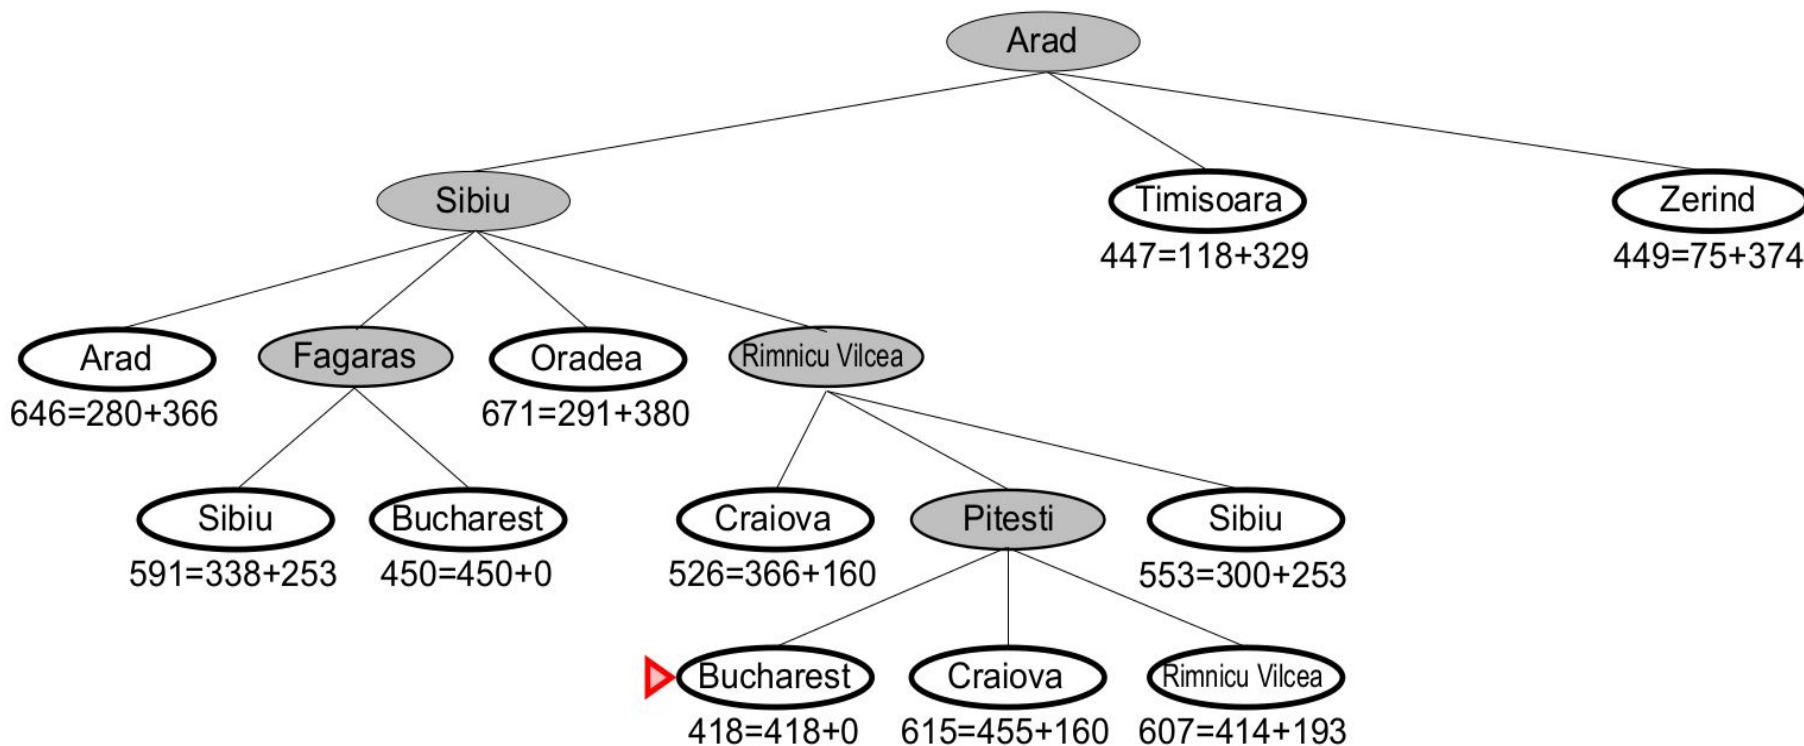 Arad
Sibiu
Timisoara
Zerind
447=118+329
449=75+374
Arad
Fagaras
Oradea
Rimnicu Vilcea
646=280+366
671=291+380
Sibiu
Bucharest
Craiova
Pitesti
Sibiu
591=338+253
450=450+0
526=366+160
553=300+253
Bucharest
Craiova
Rimnicu Vilcea
418=418+0
615=455+160
607=414+193